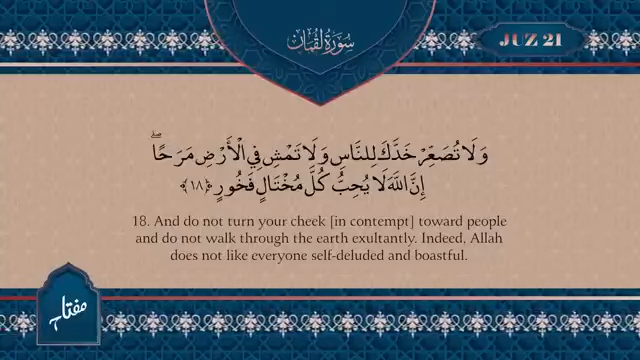 سورة لقمان
JUZ 21
وَلَا تُصَعِّرْ خَدَّكَ لِلنَّاسِ وَلَا تَمْشِ فِي الْأَرْضِ مَرَحًا ۖ
إِنَّ اللَّهَ لَا يُحِبُّ كُلَّ مُخْتَالٍ فَخُورٍ ﴿١٨﴾
18. And do not turn your cheek [in contempt] toward people
and do not walk through the earth exultantly. Indeed, Allah
does not like everyone self-deluded and boastful.
مفتاح